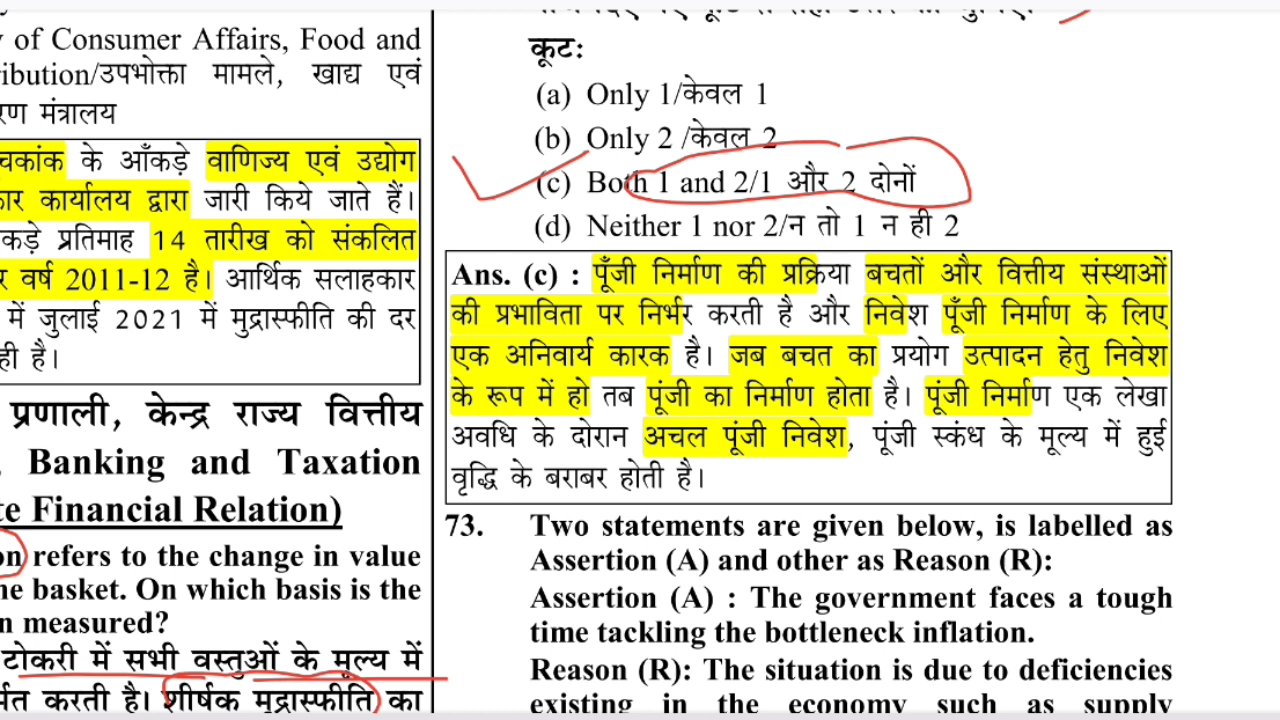 of Consumer Affairs, Food and
ribution/उपभोक्ता मामले, खाद्य एवं
रण मंत्रालय
चकांक के आँकड़े वाणिज्य एवं उद्योग
कार्यालय द्वारा जारी किये जाते हैं।
कड़े प्रतिमाह 14 तारीख को संकलित
वर्ष 2011-12 है। आर्थिक सलाहकार
में जुलाई 2021 में मुद्रास्फीति की दर
ही है।
प्रणाली, केन्द्र राज्य वित्तीय
, Banking and Taxation
te Financial Relation)
on refers to the change in value
he basket. On which basis is the
n measured?
टोकरी में सभी वस्तुओं के मूल्य में
र्मत करती है। शीर्षक मुद्रास्फीति का
कूटः
(a) Only 1/केवल 1
(b) Only 2 /केवल 2
(c) Both 1 and 2/1 और 2 दोनों
(d) Neither 1 nor 2/न तो 1 न ही 2
Ans. (c) : पूँजी निर्माण की प्रक्रिया बचतों और वित्तीय संस्थाओं
की प्रभाविता पर निर्भर करती है और निवेश पूँजी निर्माण के लिए
एक अनिवार्य कारक है। जब बचत का प्रयोग उत्पादन हेतु निवेश
के रूप में हो तब पूंजी का निर्माण होता है। पूंजी निर्माण एक लेखा
अवधि के दोरान अचल पूंजी निवेश, पूंजी स्कंध के मूल्य में हुई
वृद्धि के बराबर होती है।
73. Two statements are given below, is labelled as
Assertion (A) and other as Reason (R):
Assertion (A) : The government faces a tough
time tackling the bottleneck inflation.
Reason (R): The situation is due to deficiencies
existing in the economy such as supply